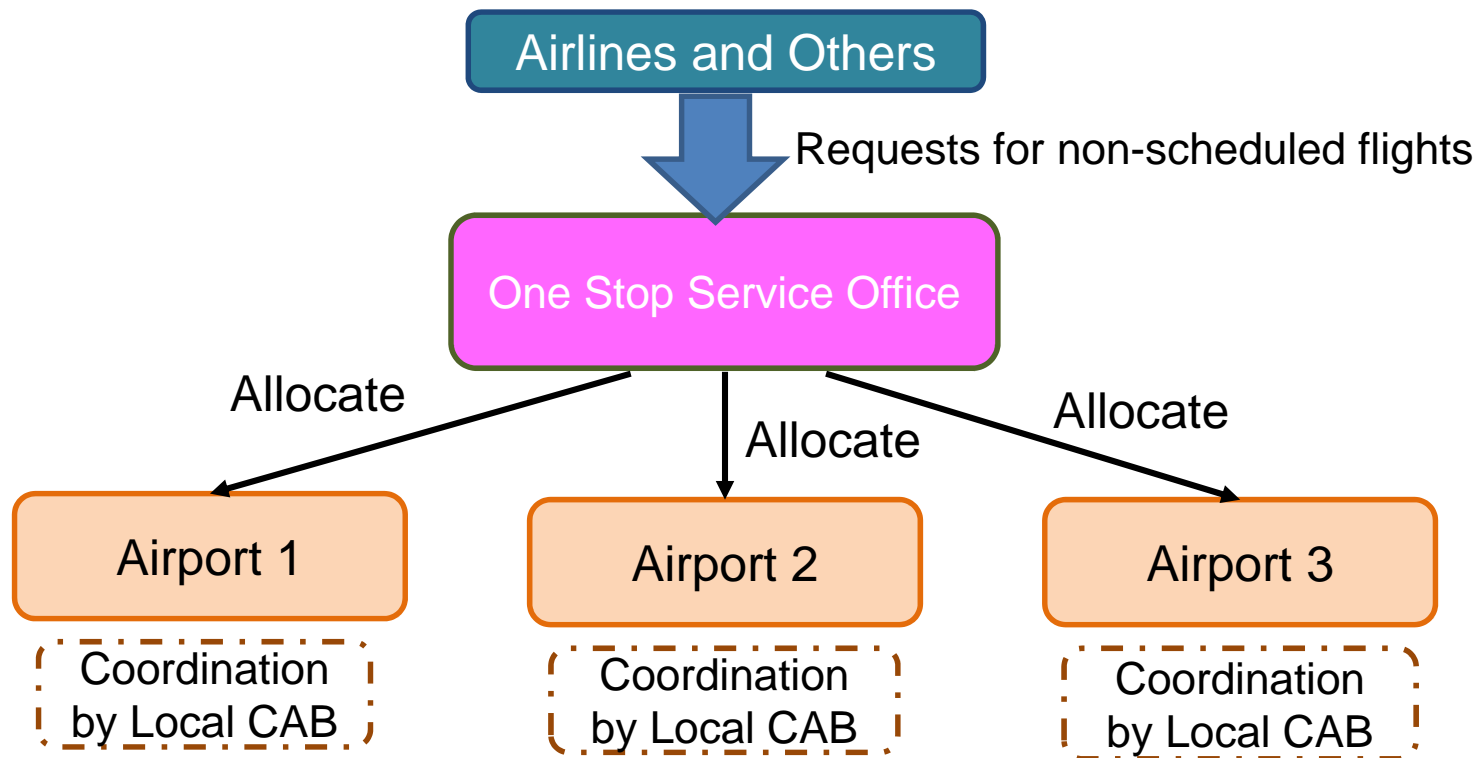 Airlines and Others
Requests for non-scheduled flights
One Stop Service Office
Allocate
Allocate
Allocate
Airport 1
Airport 2
Airport 3
Coordination
by Local CAB
Coordination
by Local CAB
Coordination
by Local CAB